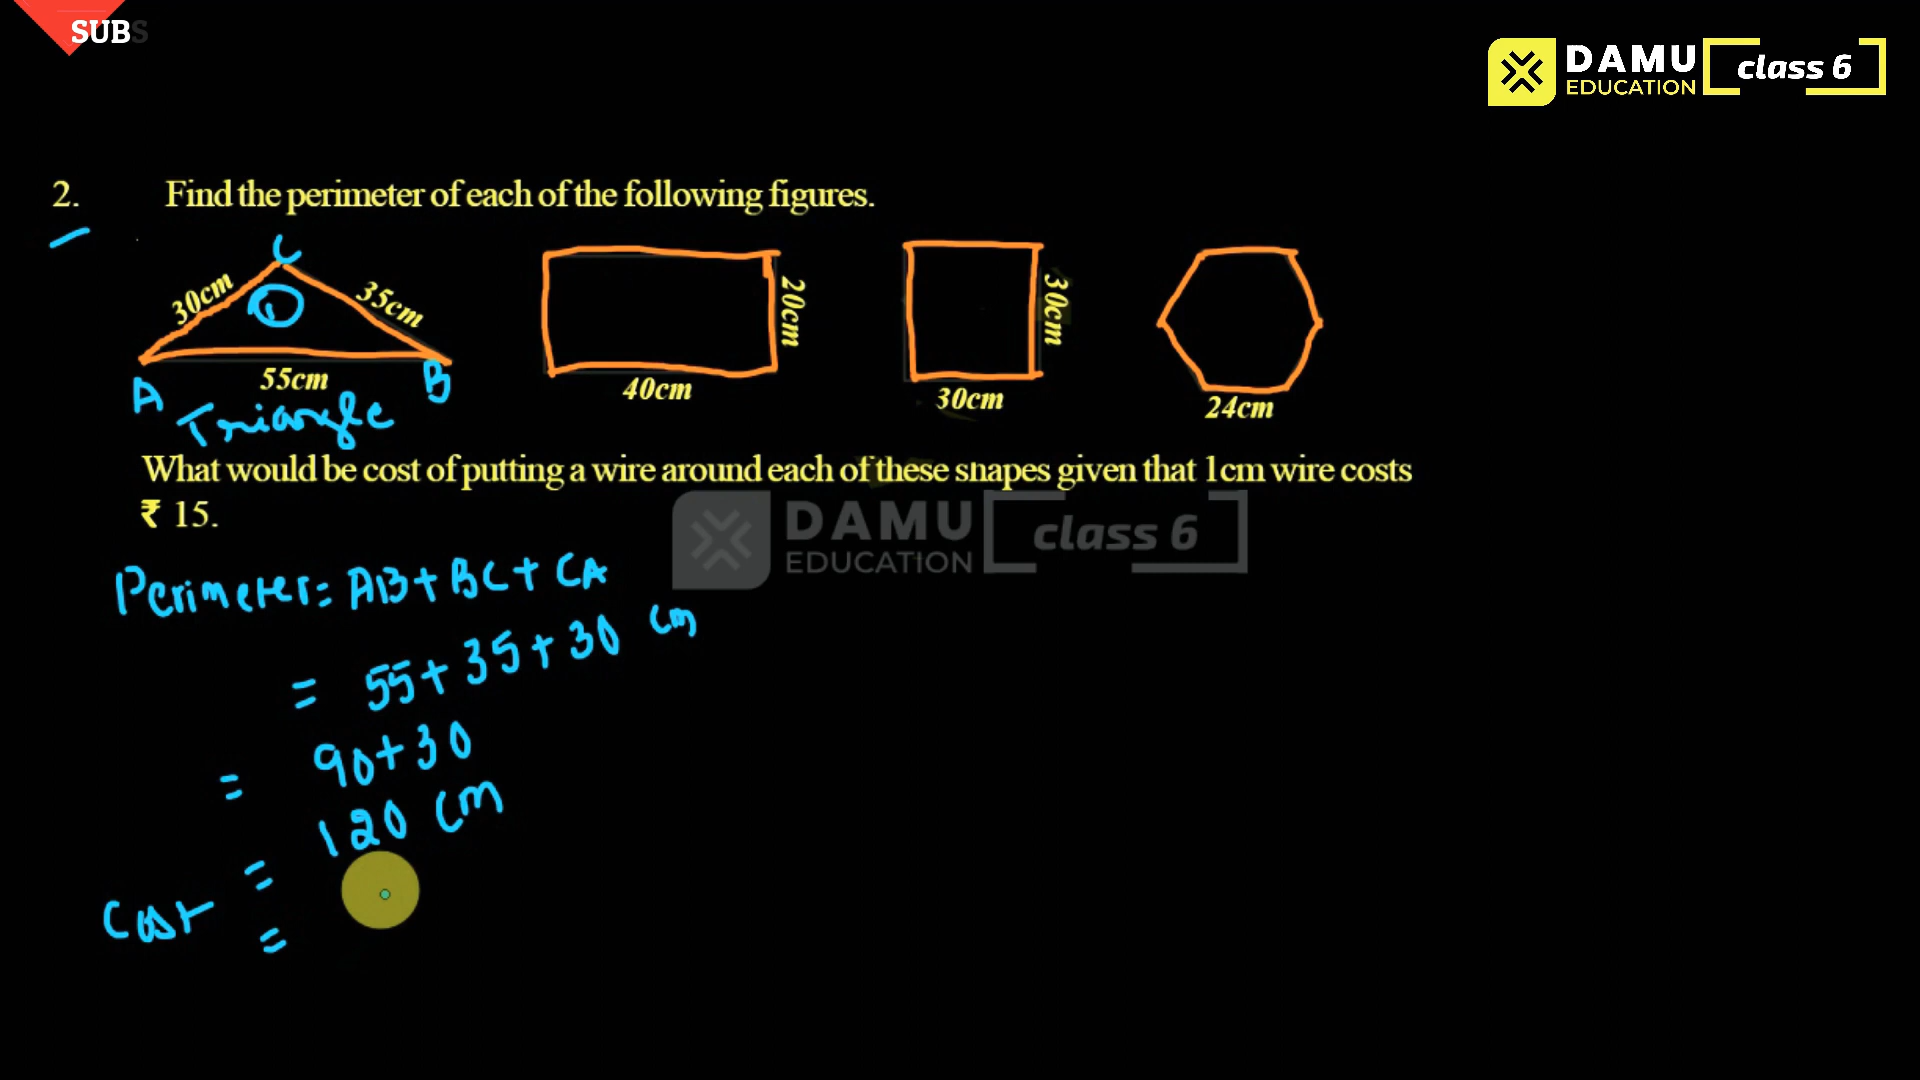 SUBS
DAMU
EDUCATION
class 6
2. Find the perimeter of each of the following figures.
C
30cm
35cm
20cm
30cm
55cm
40cm
30cm
24cm
A
B
Triangle
What would be cost of putting a wire around each of these snapes given that 1cm wire costs
₹ 15.
DAMU
EDUCATION
class 6
Perimeter = AB + BC + CA
= 55 + 35 + 30 cm
= 90 + 30
= 120 cm
Cost =